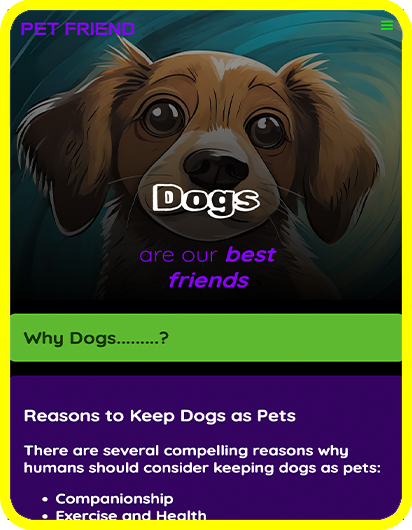 PET FRIEND
Dogs
are our best
friends
Why Dogs.........?
Reasons to Keep Dogs as Pets
There are several compelling reasons why
humans should consider keeping dogs as pets:
• Companionship
• Exercise and Health